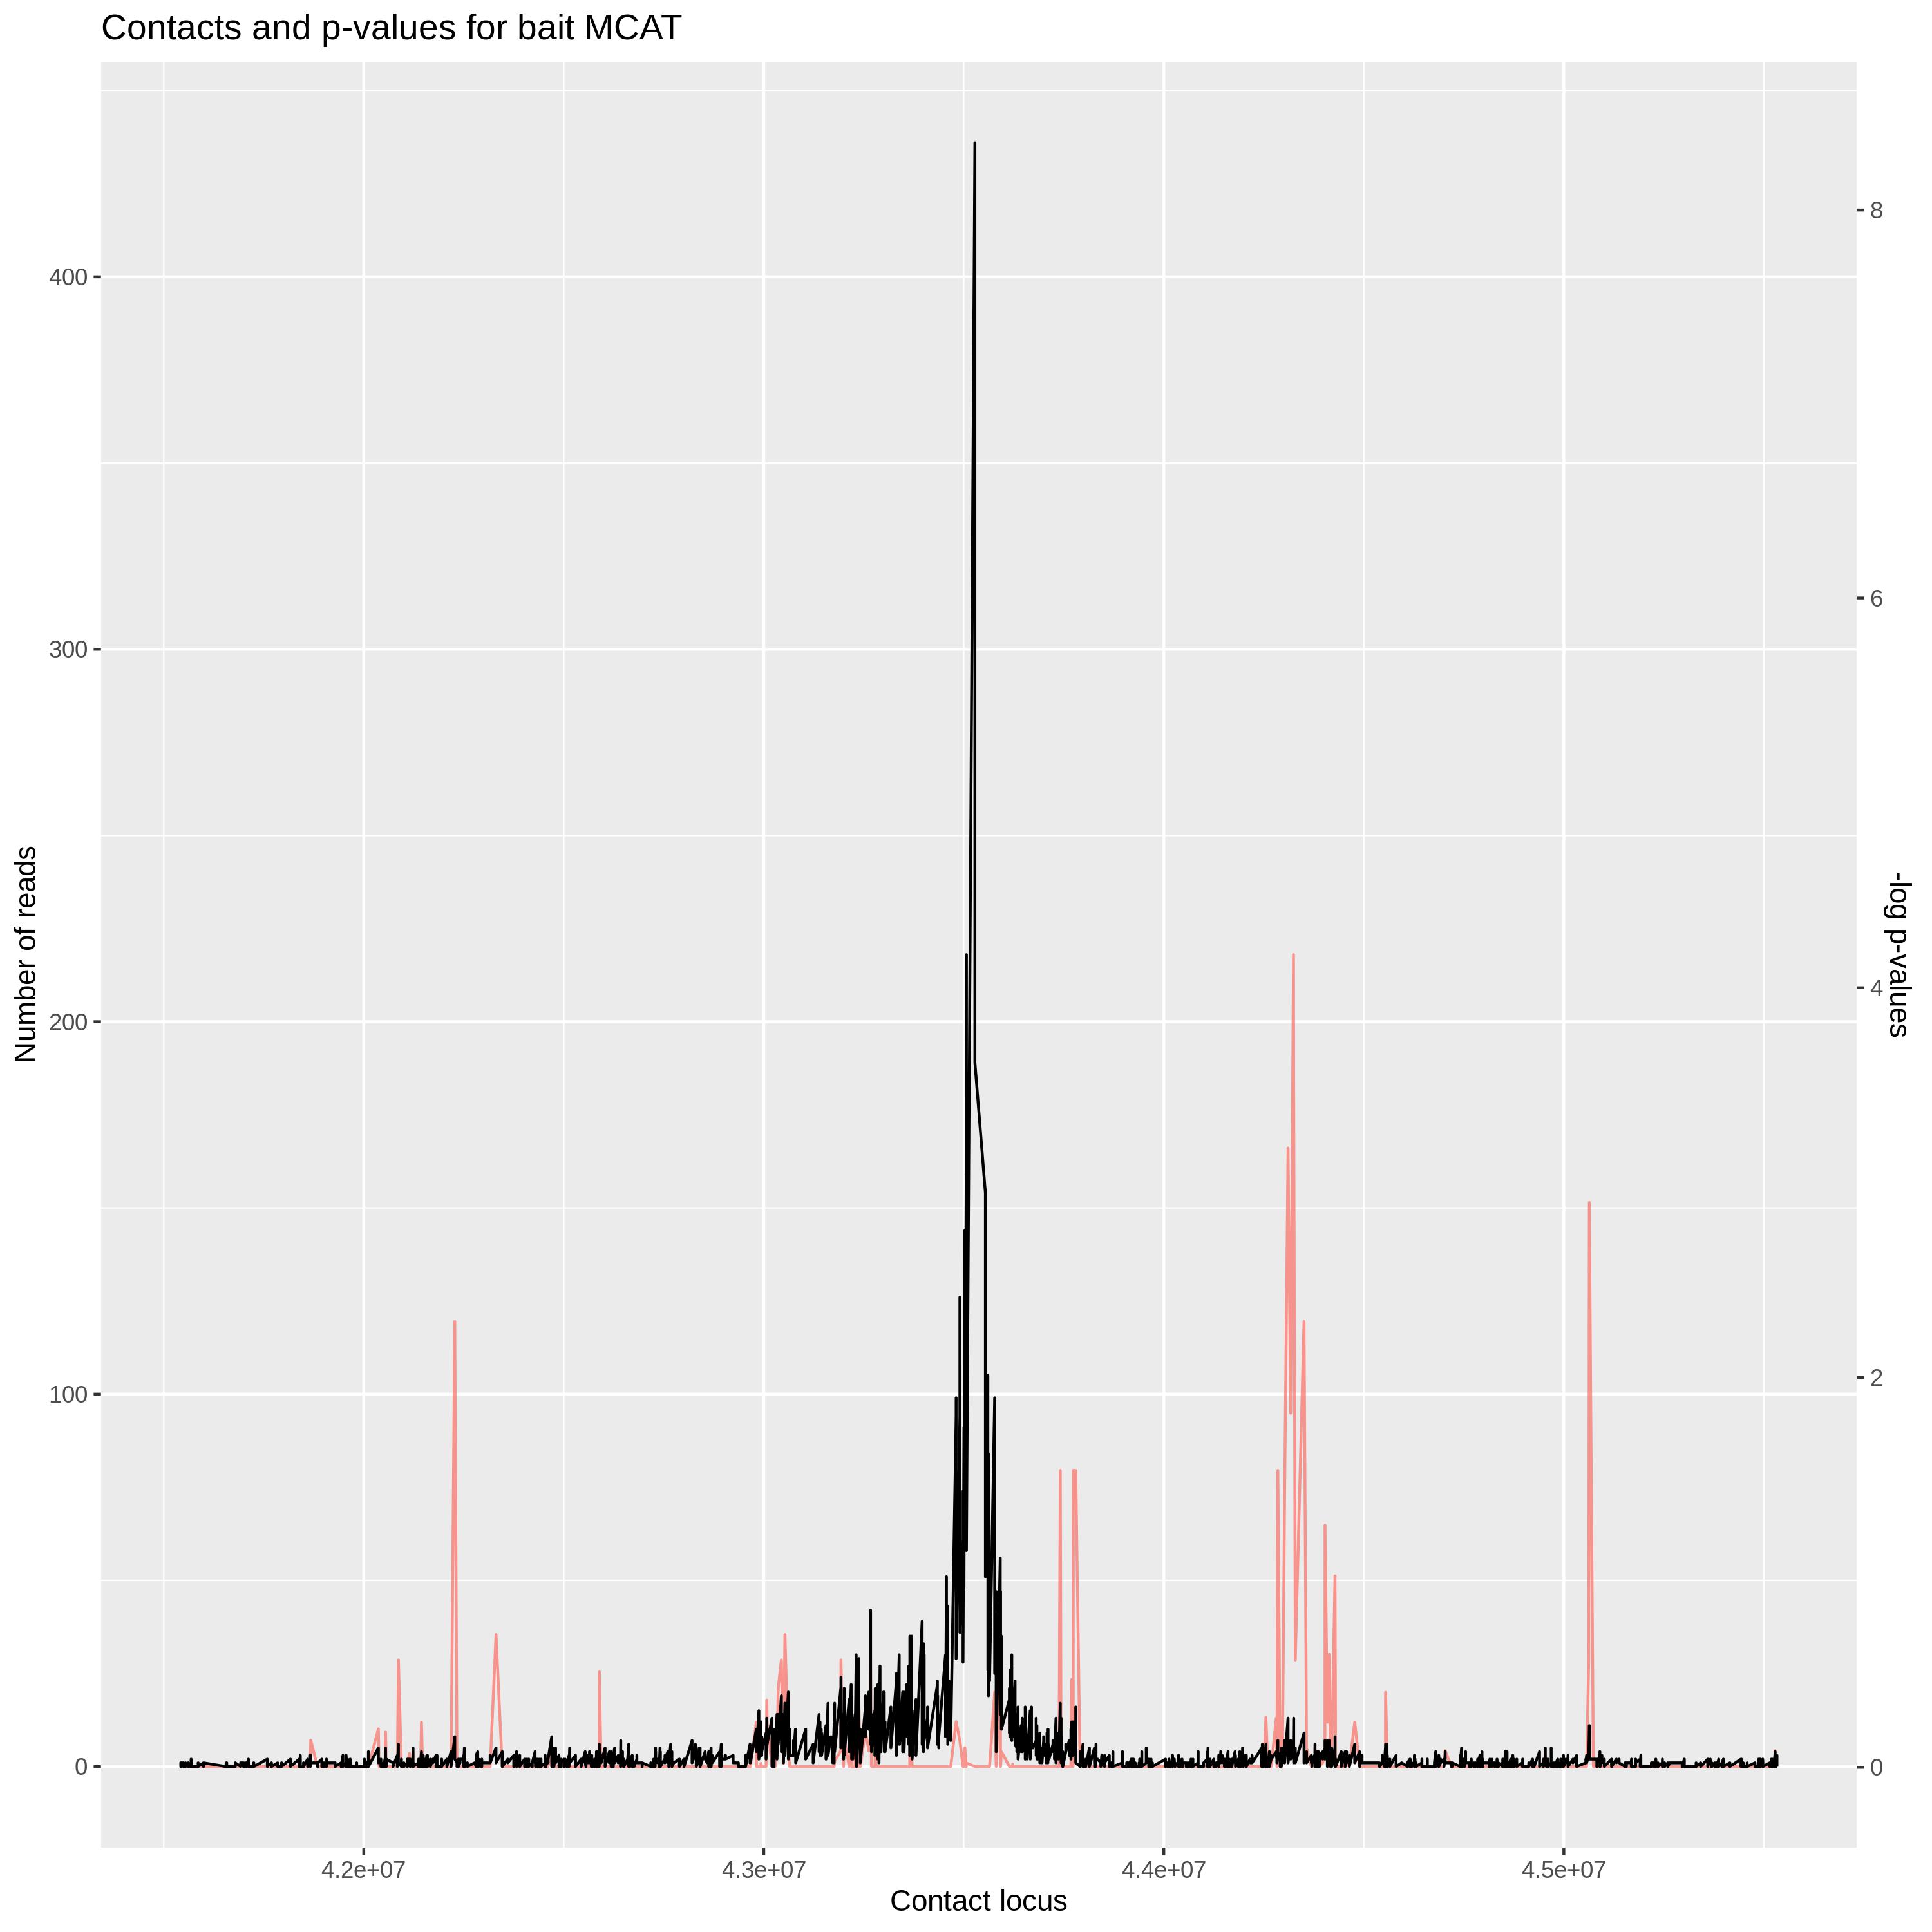 Contacts and p-values for bait MCAT
Number of reads
400
300
200
100
0
8
6
4
2
0
-log p-values
4.2e+07
4.3e+07
4.4e+07
4.5e+07
Contact locus